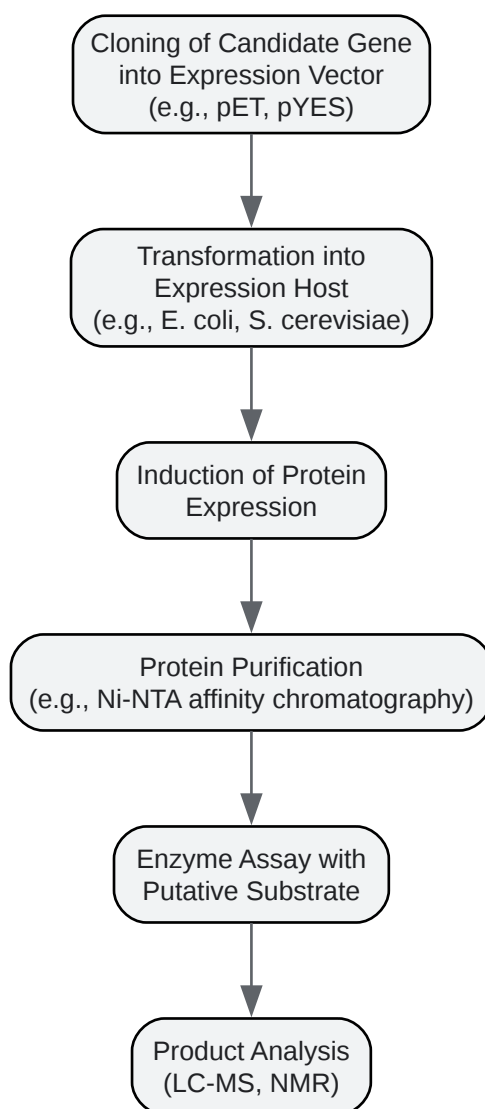 Cloning of Candidate Gene
into Expression Vector
(e.g., pET, pYES)
Transformation into
Expression Host
(e.g., E. coli, S. cerevisiae)
Induction of Protein
Expression
Protein Purification
(e.g., Ni-NTA affinity chromatography)
Enzyme Assay with
Putative Substrate
Product Analysis
(LC-MS, NMR)